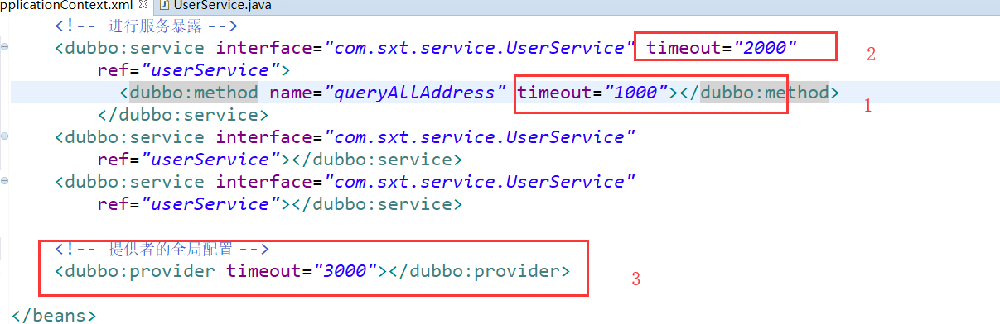 pplicationContext.xml UserService.java
<!-- 进行服务暴露 -->
<dubbo:service interface="com.sxt.service.UserService" timeout="2000" 2
ref="userService">
<dubbo:method name="queryAllAddress" timeout="1000"></dubbo:method> 1
</dubbo:service>
<dubbo:service interface="com.sxt.service.UserService"
ref="userService"></dubbo:service>
<dubbo:service interface="com.sxt.service.UserService"
ref="userService"></dubbo:service>
<!-- 提供者的全局配置 -->
<dubbo:provider timeout="3000"></dubbo:provider> 3
</beans>